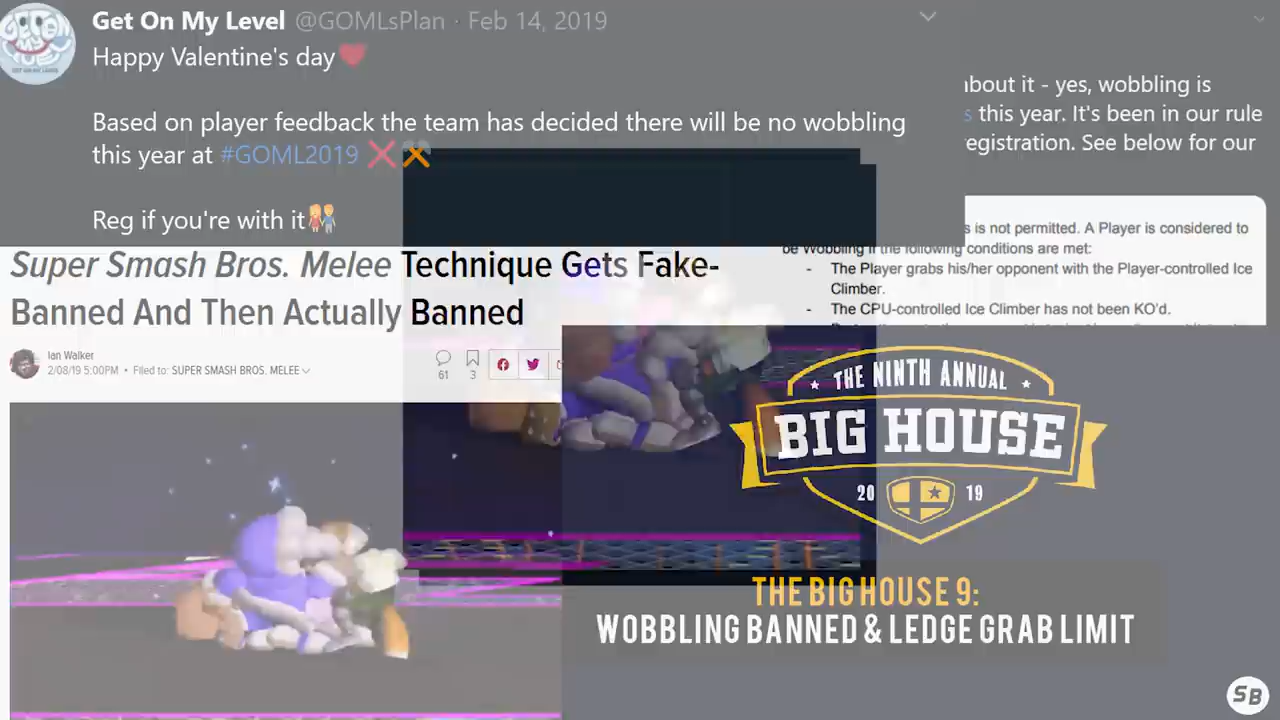 Get On My Level @GOMLsPlan · Feb 14, 2019
Happy Valentine's day
Based on player feedback the team has decided there will be no wobbling
this year at #GOML2019
Reg if you're with it
about it - yes, wobbling is
this year. It's been in our rule
registration. See below for our
is not permitted. A Player is considered to
be Wobbling if the following conditions are met:
- The Player grabs his/her opponent with the Player-controlled Ice
Climber.
- The CPU-controlled Ice Climber has not been KO'd.
Super Smash Bros. Melee Technique Gets Fake-
Banned And Then Actually Banned
Ian Walker
2/08/19 5:00PM • Filed to: SUPER SMASH BROS. MELEE
61
3
THE NINTH ANNUAL
BIG HOUSE
20 19
THE BIG HOUSE 9:
WOBBLING BANNED & LEDGE GRAB LIMIT
SB